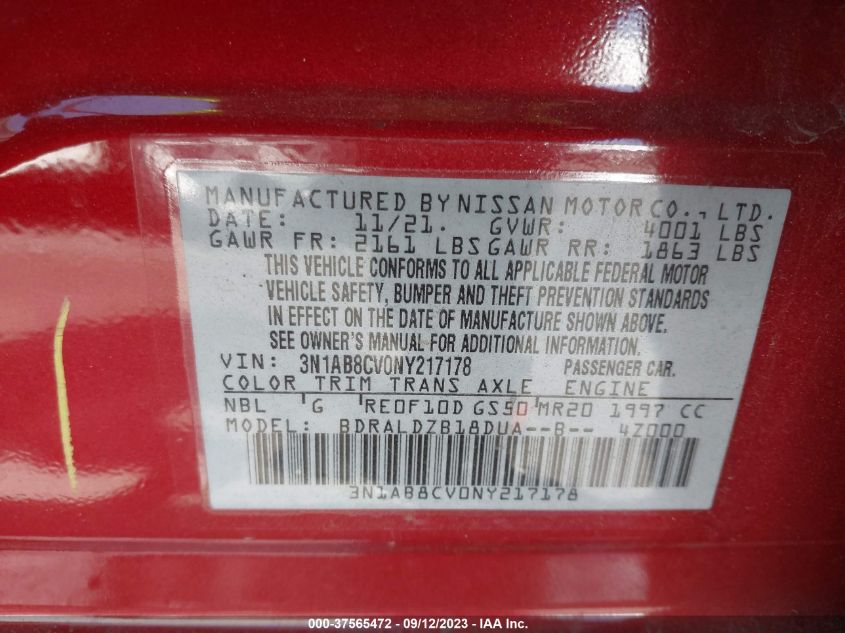 MANUFACTURED BY NISSAN MOTOR CO., LTD.
DATE: 11/21. GVWR: 4001 LBS
GAWR FR: 2161 LBS GAWR RR: 1863 LBS
THIS VEHICLE CONFORMS TO ALL APPLICABLE FEDERAL MOTOR
VEHICLE SAFETY, BUMPER AND THEFT PREVENTION STANDARDS
IN EFFECT ON THE DATE OF MANUFACTURE SHOWN ABOVE.
SEE OWNER'S MANUAL FOR ADDITIONAL INFORMATION.
VIN: 3N1AB8CV0NY217178 PASSENGER CAR.
COLOR TRIM TRANS AXLE ENGINE
NBL G RE0F10D GS50 MR20 1997 CC
MODEL: BDRALDZB18DUA--B-- 4Z000
3N1AB8CV0NY217178
000-37565472 - 09/12/2023 - IAA Inc.